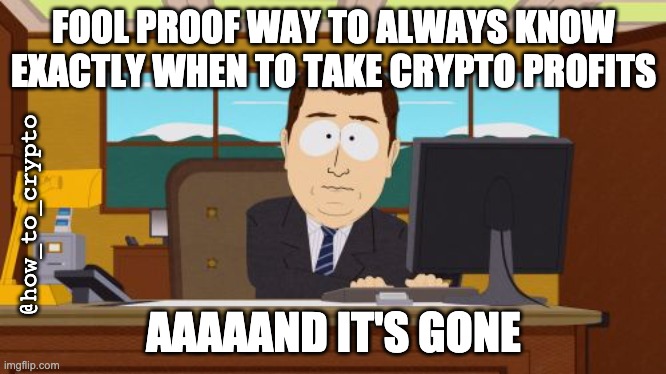 FOOL PROOF WAY TO ALWAYS KNOW
EXACTLY WHEN TO TAKE CRYPTO PROFITS
@how_to_crypto
AAAAAND IT'S GONE
imgflip.com